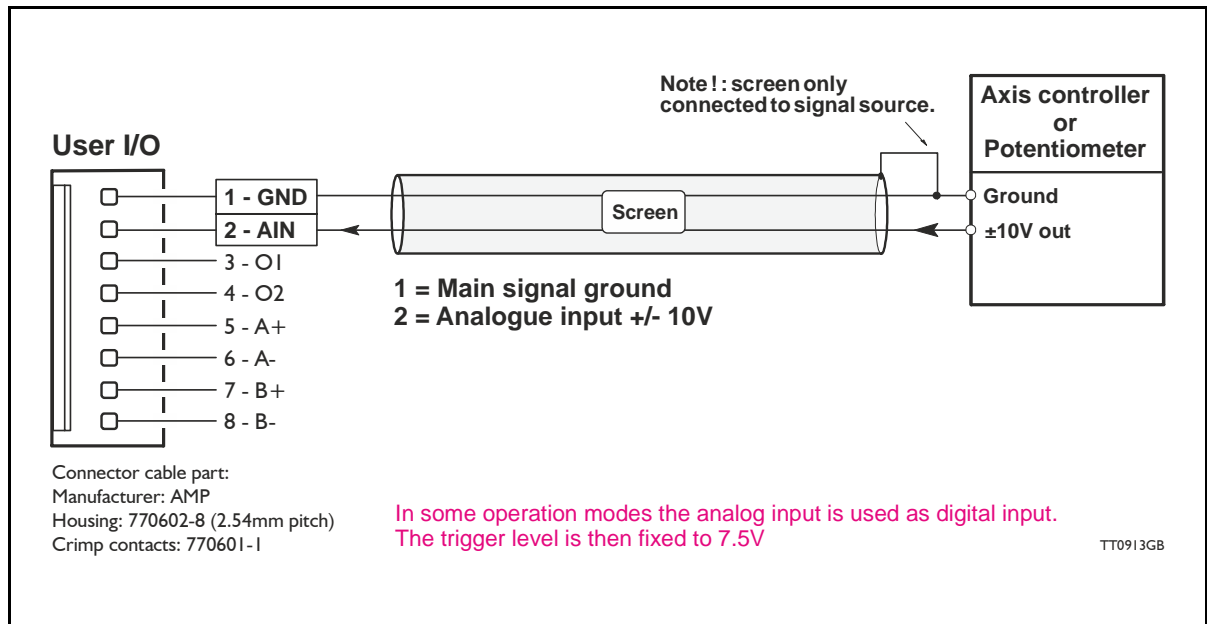 Note! : screen only
connected to signal source.
Axis controller
or
Potentiometer
User I/O
1 - GND
2 - AIN
3 - O1
4 - O2
5 - A+
6 - A-
7 - B+
8 - B-
Screen
Ground
±10V out
1 = Main signal ground
2 = Analogue input +/- 10V
Connector cable part:
Manufacturer: AMP
Housing: 770602-8 (2.54mm pitch)
Crimp contacts: 770601-1
In some operation modes the analog input is used as digital input.
The trigger level is then fixed to 7.5V
TT0913GB